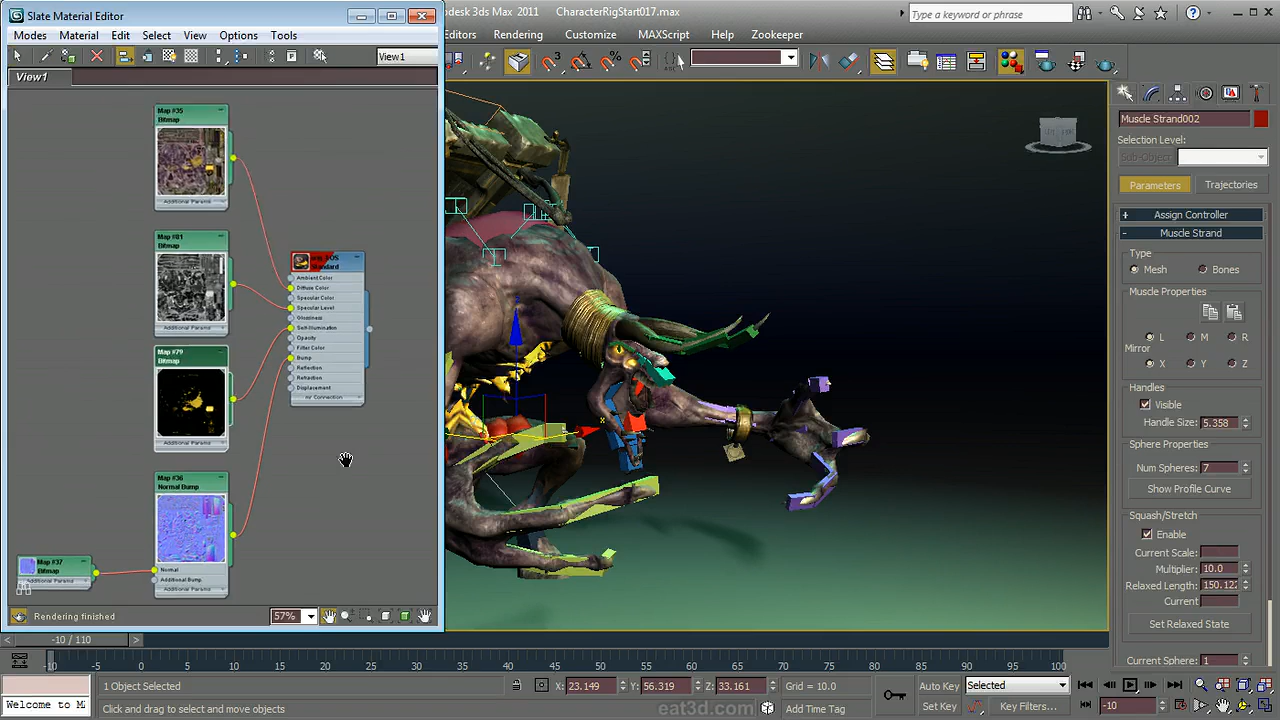 Slate Material Editor
Modes Material Edit Select View Options Tools
View1
View1
Map #35
Bitmap
Additional Params
Map #81
Bitmap
Additional Params
Map #79
Bitmap
Additional Params
Map #36
Normal Bump
Normal
Additional Bump
Additional Params
Map #37
Bitmap
Additional Params
Standard
Ambient Color
Diffuse Color
Specular Color
Specular Level
Glossiness
Self-Illumination
Opacity
Filter Color
Bump
Reflection
Refraction
Displacement
mr Connection
Rendering finished
57%
odesk 3ds Max 2011 CharacterRigStart017.max
Type a keyword or phrase
Editors Rendering Customize MAXScript Help Zookeeper
Muscle Strand002
Selection Level:
Sub-Object
Parameters Trajectories
+ Assign Controller
- Muscle Strand
Type
Mesh Bones
Muscle Properties
L M R
Mirror
X Y Z
Handles
Visible
Handle Size: 5.358
Sphere Properties
Num Spheres: 7
Show Profile Curve
Squash/Stretch
Enable
Current Scale:
Multiplier: 10.0
Relaxed Length: 150.122
Current
Set Relaxed State
Current Sphere: 1
< -10 / 110 >
-10 -5 0 5 10 15 20 25 30 35 40 45 50 55 60 65 70 75 80 85 90 95 100
1 Object Selected X: 23.149 Y: 56.319 Z: 33.161 Grid = 10.0 Auto Key Selected
Welcome to M Click and drag to select and move objects Add Time Tag Set Key Key Filters... -10
eat3d.com